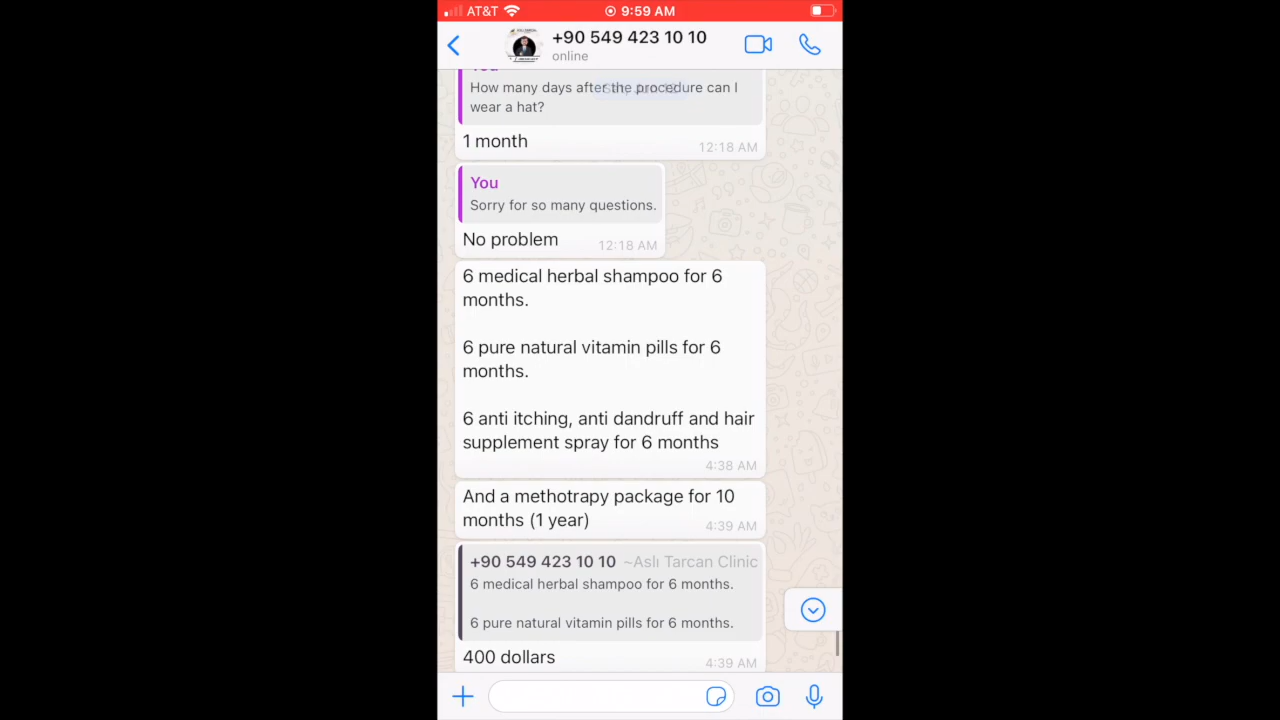 AT&T
9:59 AM
+90 549 423 10 10
online
You
How many days after the procedure can I
wear a hat?
1 month
12:18 AM
You
Sorry for so many questions.
No problem
12:18 AM
6 medical herbal shampoo for 6
months.
6 pure natural vitamin pills for 6
months.
6 anti itching, anti dandruff and hair
supplement spray for 6 months
4:38 AM
And a methotrapy package for 10
months (1 year)
4:39 AM
+90 549 423 10 10 ~Aslı Tarcan Clinic
6 medical herbal shampoo for 6 months.
6 pure natural vitamin pills for 6 months.
400 dollars
4:39 AM